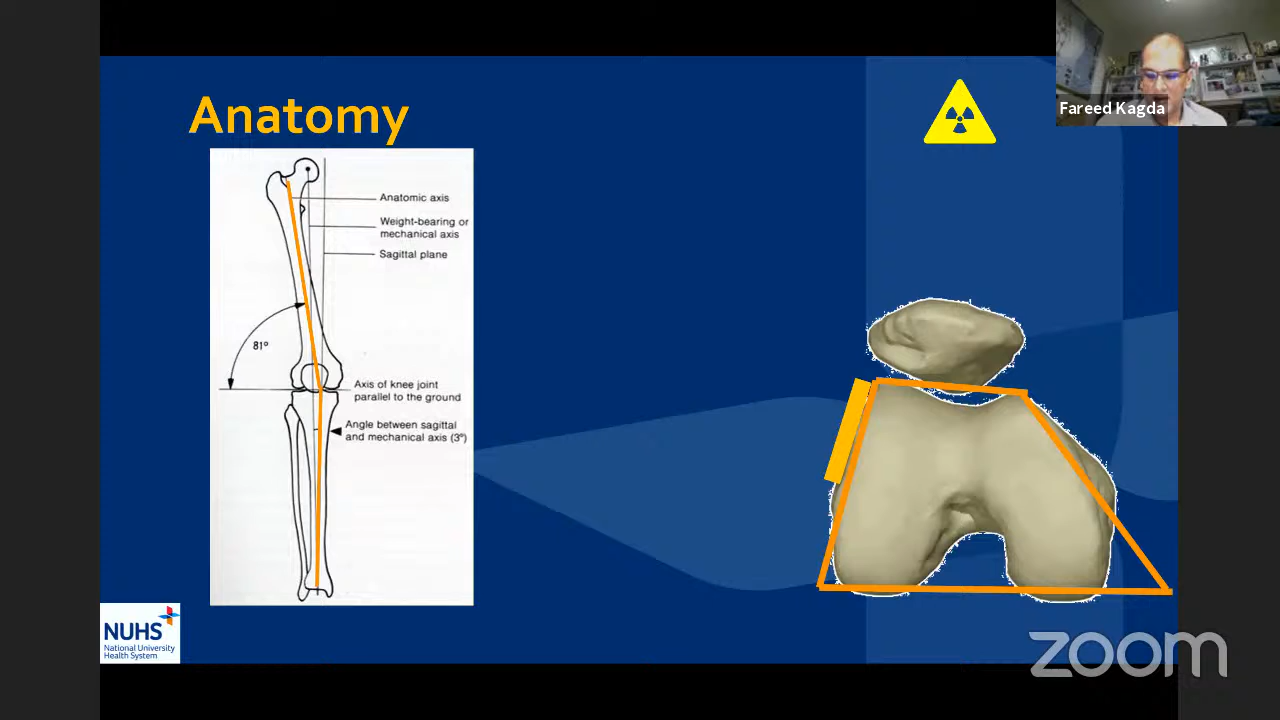 Anatomy
Fareed Kagda
Anatomic axis
Weight-bearing or
mechanical axis
Sagittal plane
81°
Axis of knee joint
parallel to the ground
Angle between sagittal
and mechanical axis (3°)
NUHS
National University
Health System
zoom